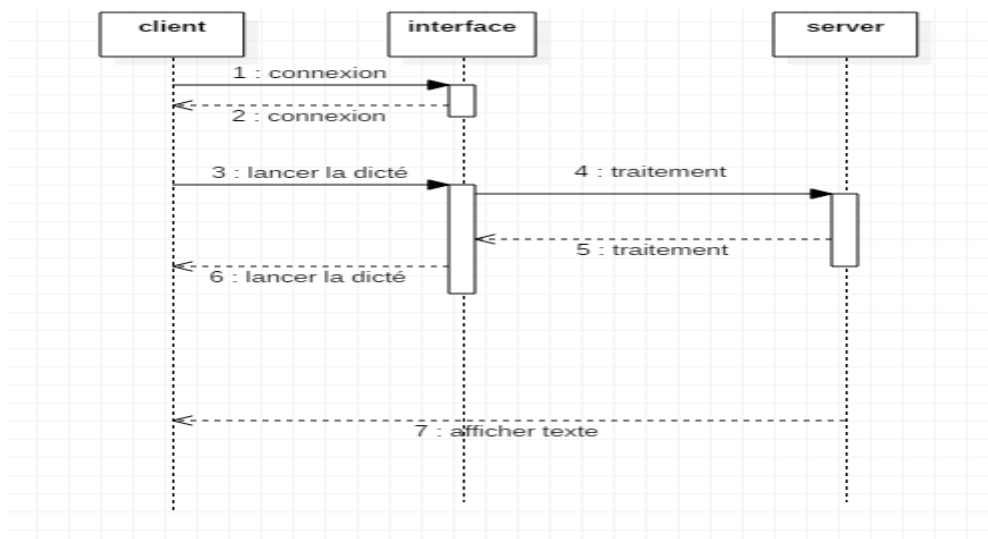 client
interface
server
1 : connexion
2 : connexion
3 : lancer la dicté
4 : traitement
5 : traitement
6 : lancer la dicté
7 : afficher texte